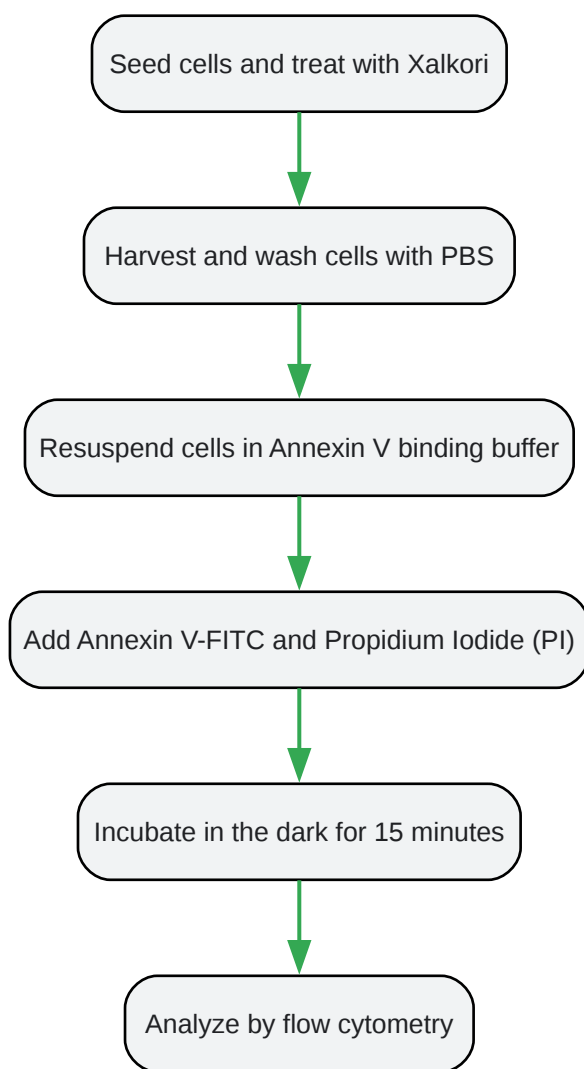 Seed cells and treat with Xalkori
Harvest and wash cells with PBS
Resuspend cells in Annexin V binding buffer
Add Annexin V-FITC and Propidium Iodide (PI)
Incubate in the dark for 15 minutes
Analyze by flow cytometry